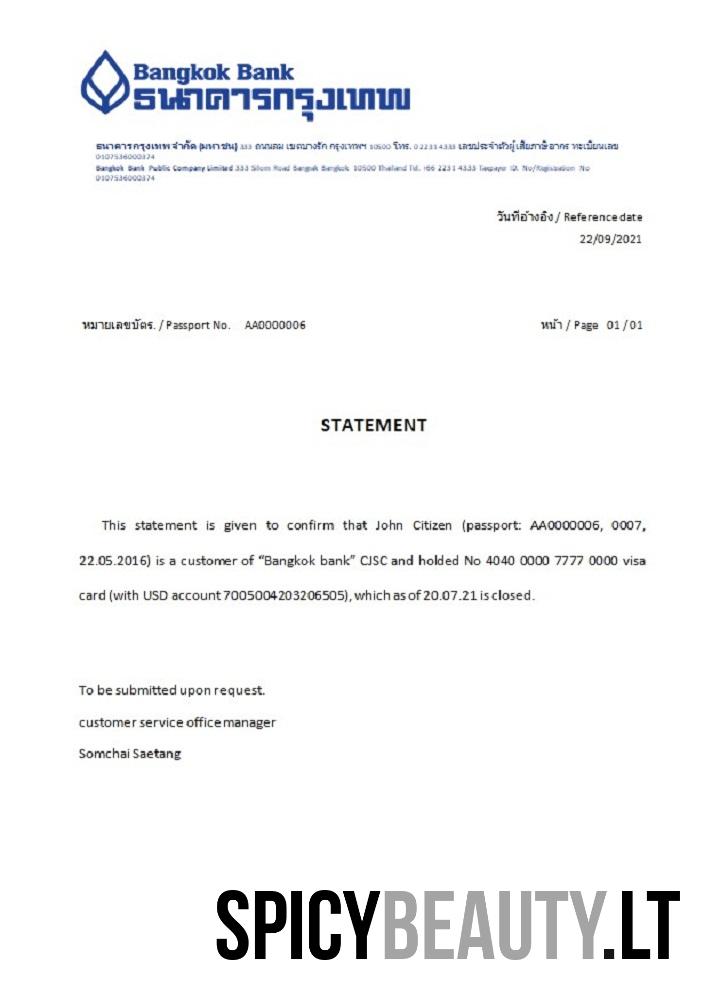 Bangkok Bank
ธนาคารกรุงเทพ
ธนาคารกรุงเทพ จำกัด (มหาชน) 333 ถนนสีลม เขตบางรัก กรุงเทพฯ 10500 โทร. 0 2231 4333 เลขประจำตัวผู้เสียภาษีอากร ทะเบียนเลข
0107536000374
Bangkok Bank Public Company Limited 333 Silom Road Bangrak Bangkok 10500 Thailand Tel. +66 2231 4333 Taxpayer ID. No/Registration No
0107536000374
วันที่อ้างอิง / Reference date
22/09/2021
หมายเลขบัตร. / Passport No. AA0000006
หน้า / Page 01 / 01
STATEMENT
This statement is given to confirm that John Citizen (passport: AA0000006, 0007,
22.05.2016) is a customer of “Bangkok bank” CJSC and holded No 4040 0000 7777 0000 visa
card (with USD account 7005004203206505), which as of 20.07.21 is closed.
To be submitted upon request.
customer service office manager
Somchai Saetang
SPICYBEAUTY.LT